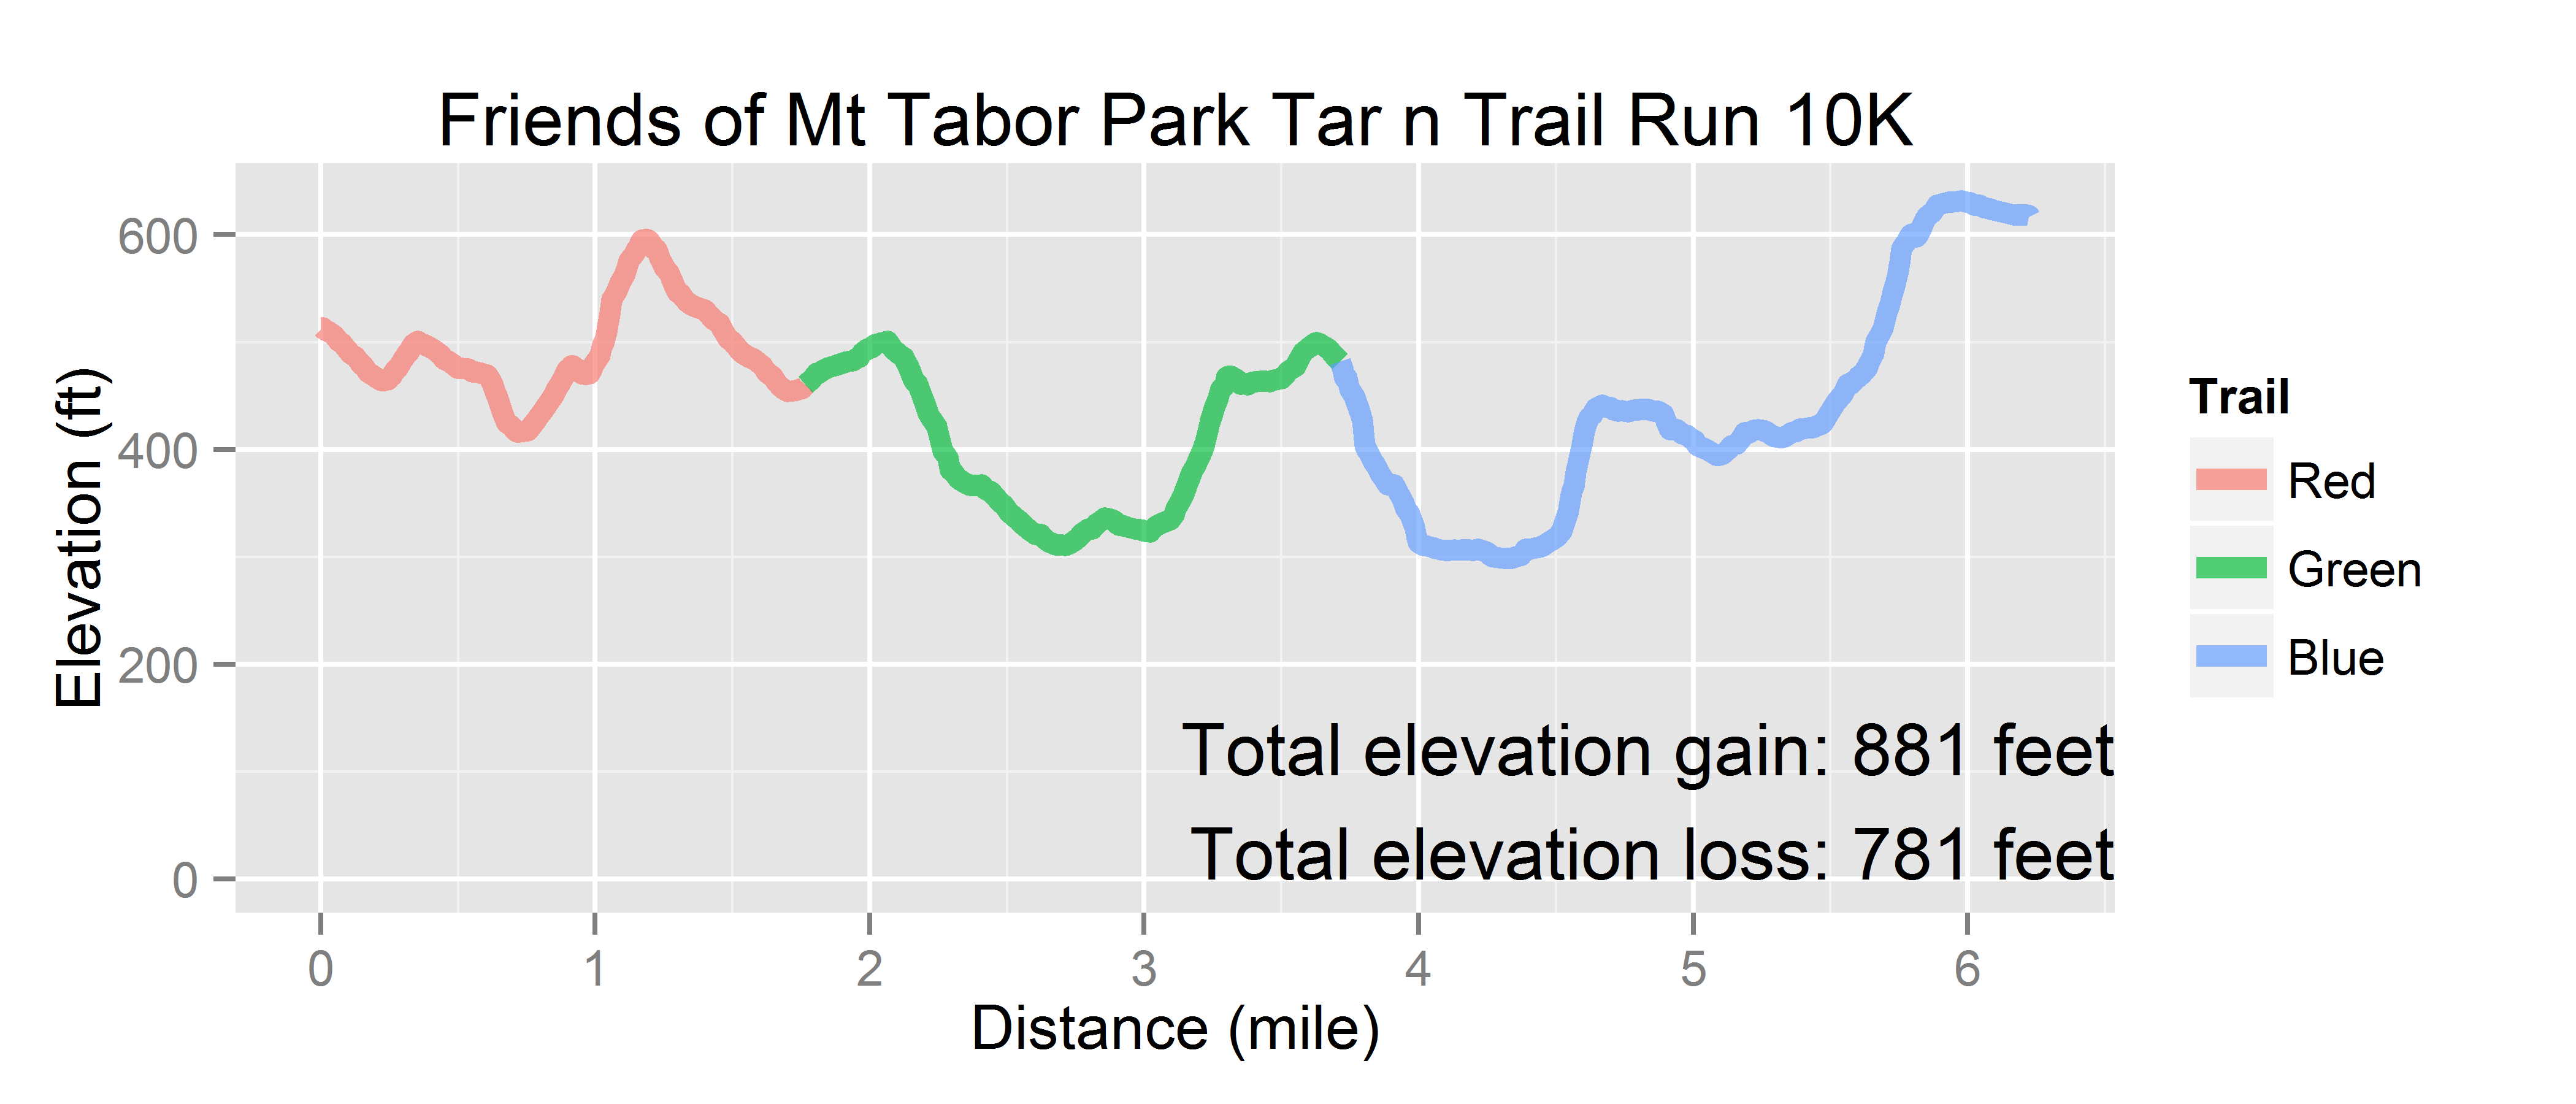 Friends of Mt Tabor Park Tar n Trail Run 10K
Elevation (ft)
600
400
200
0
Total elevation gain: 881 feet
Total elevation loss: 781 feet
0 1 2 3 4 5 6
Distance (mile)
Trail
Red
Green
Blue